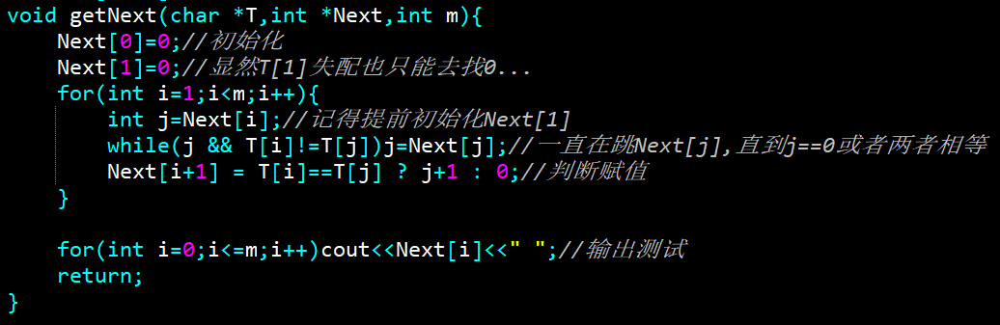 void getNext(char *T,int *Next,int m){
    Next[0]=0;//初始化
    Next[1]=0;//显然T[1]失配也只能去找0...
    for(int i=1;i<m;i++){
        int j=Next[i];//记得提前初始化Next[1]
        while(j && T[i]!=T[j])j=Next[j];//一直在跳Next[j],直到j==0或者两者相等
        Next[i+1] = T[i]==T[j] ? j+1 : 0;//判断赋值
    }
    for(int i=0;i<=m;i++)cout<<Next[i]<<" ";//输出测试
    return;
}